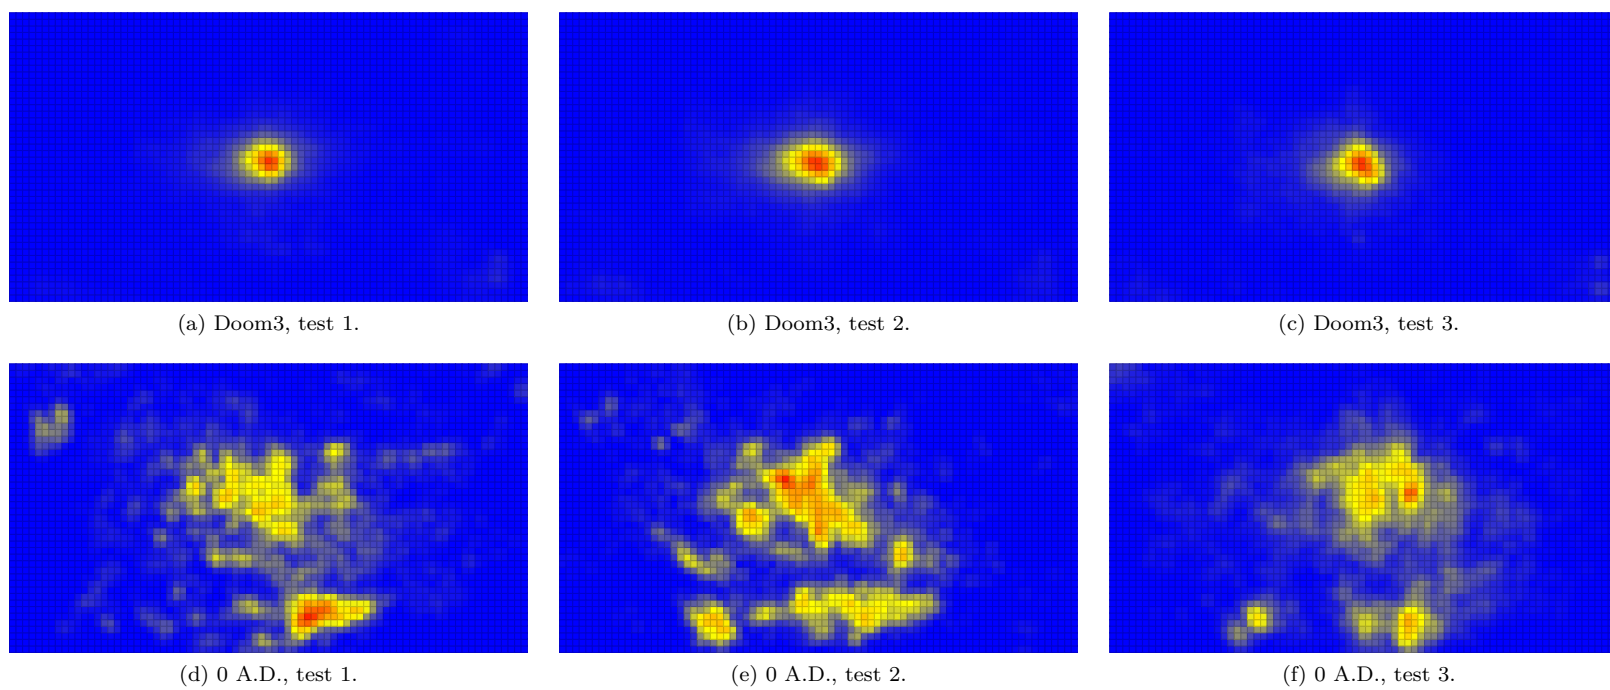 (a) Doom3, test 1.
(b) Doom3, test 2.
(c) Doom3, test 3.
(d) 0 A.D., test 1.
(e) 0 A.D., test 2.
(f) 0 A.D., test 3.